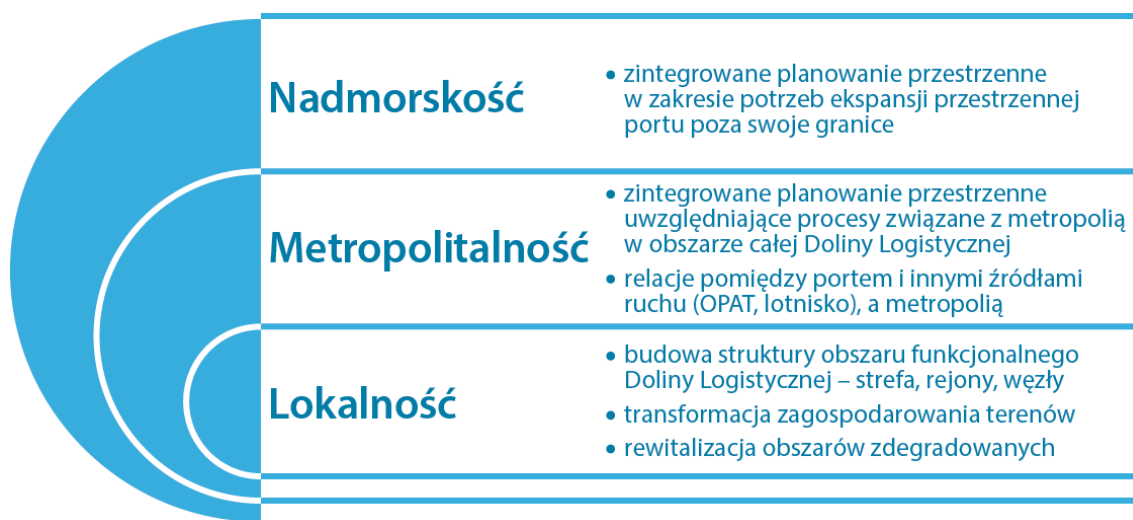 Nadmorskość
• zintegrowane planowanie przestrzenne
w zakresie potrzeb ekspansji przestrzennej
portu poza swoje granice
Metropolitalność
• zintegrowane planowanie przestrzenne
uwzględniające procesy związane z metropolią
w obszarze całej Doliny Logistycznej
• relacje pomiędzy portem i innymi źródłami
ruchu (OPAT, lotnisko), a metropolią
Lokalność
• budowa struktury obszaru funkcjonalnego
Doliny Logistycznej – strefa, rejony, węzły
• transformacja zagospodarowania terenów
• rewitalizacja obszarów zdegradowanych